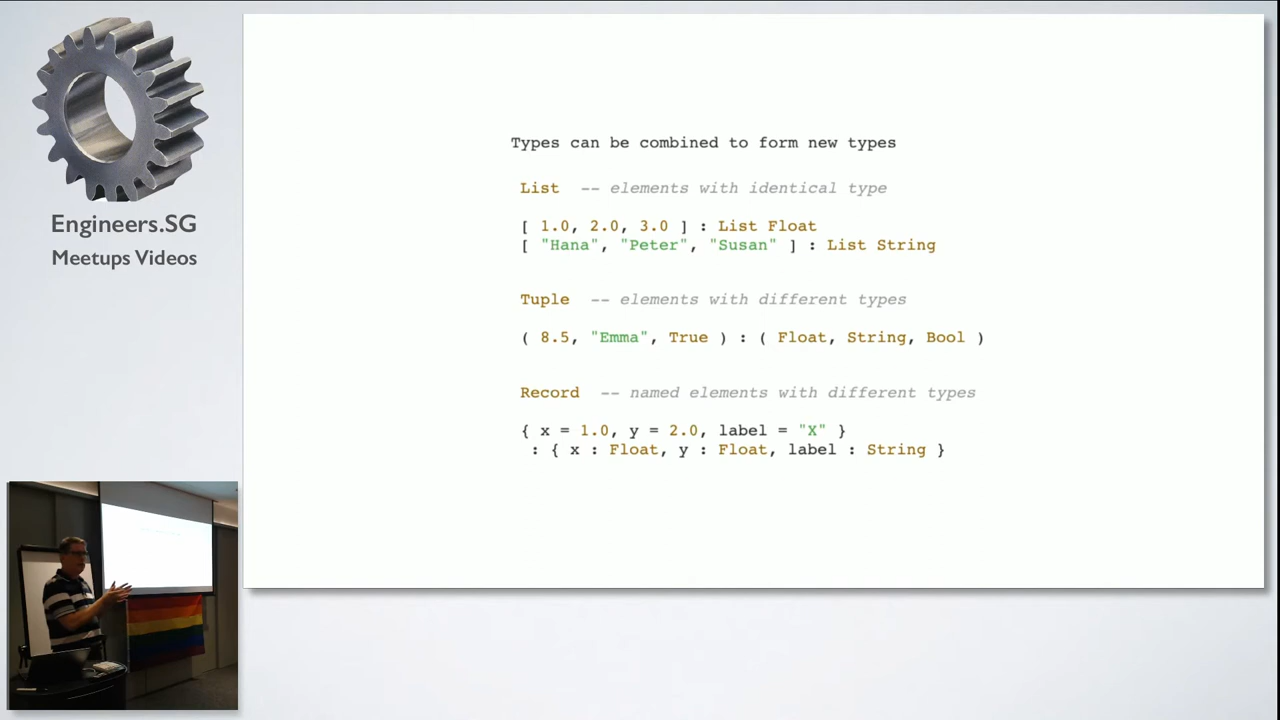 Engineers.SG
Meetups Videos
Types can be combined to form new types
List -- elements with identical type
[ 1.0, 2.0, 3.0 ] : List Float
[ "Hana", "Peter", "Susan" ] : List String
Tuple -- elements with different types
( 8.5, "Emma", True ) : ( Float, String, Bool )
Record -- named elements with different types
{ x = 1.0, y = 2.0, label = "X" }
: { x : Float, y : Float, label : String }